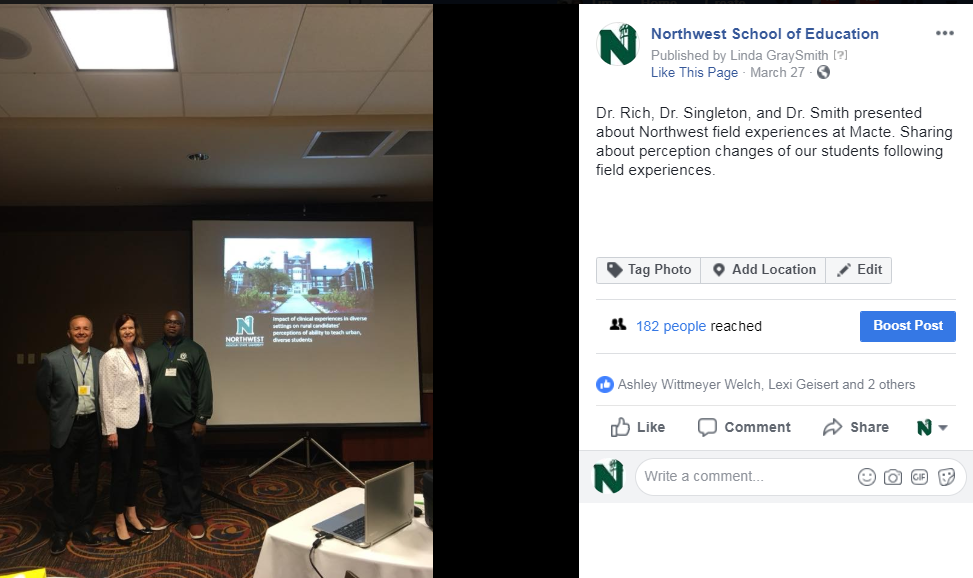 Northwest School of Education
Published by Linda GraySmith [?]
Like This Page · March 27 ·
Dr. Rich, Dr. Singleton, and Dr. Smith presented
about Northwest field experiences at Macte. Sharing
about perception changes of our students following
field experiences.
Tag Photo Add Location Edit
182 people reached Boost Post
Ashley Wittmeyer Welch, Lexi Geisert and 2 others
Like Comment Share
Write a comment... GIF
N
NORTHWEST
MISSOURI STATE UNIVERSITY
Impact of clinical experiences in diverse
settings on rural candidates'
perceptions of ability to teach urban,
diverse students